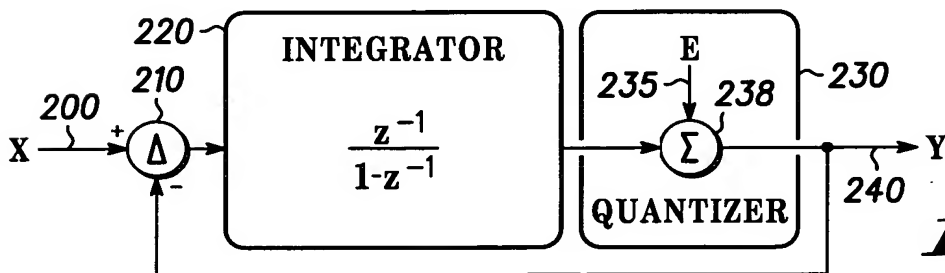 220
INTEGRATOR
210
200
X
+
Δ
-
z⁻¹
1-z⁻¹
E
235
238
230
Σ
QUANTIZER
Y
240